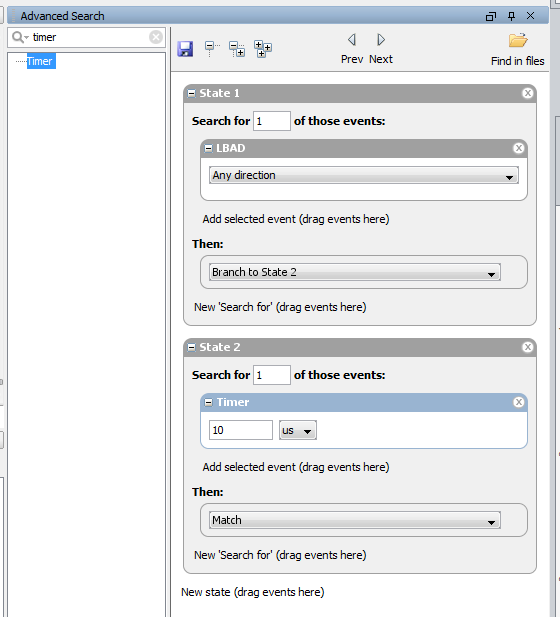 Advanced Search
timer
Timer
Prev Next
Find in files
State 1
Search for 1 of those events:
LBAD
Any direction
Add selected event (drag events here)
Then:
Branch to State 2
New 'Search for' (drag events here)
State 2
Search for 1 of those events:
Timer
10 us
Add selected event (drag events here)
Then:
Match
New 'Search for' (drag events here)
New state (drag events here)